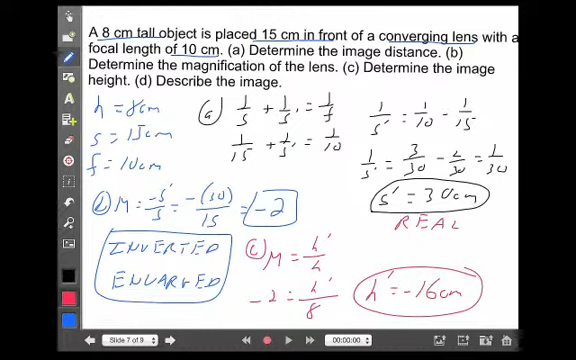 A 8 cm tall object is placed 15 cm in front of a converging lens with a
focal length of 10 cm. (a) Determine the image distance. (b)
Determine the magnification of the lens. (c) Determine the image
height. (d) Describe the image.
h = 8cm
s = 15cm
f = 10cm
(a) 1/s + 1/s' = 1/f
1/15 + 1/s' = 1/10
1/s' = 1/10 - 1/15
1/s' = 3/30 - 2/30 = 1/30
s' = 30cm
REAL
(b) M = -s'/s = -(30)/15 = -2
INVERTED
ENLARGED
(c) M = h'/h
-2 = h'/8
h' = -16cm
Slide 7 of 9
00:00:00